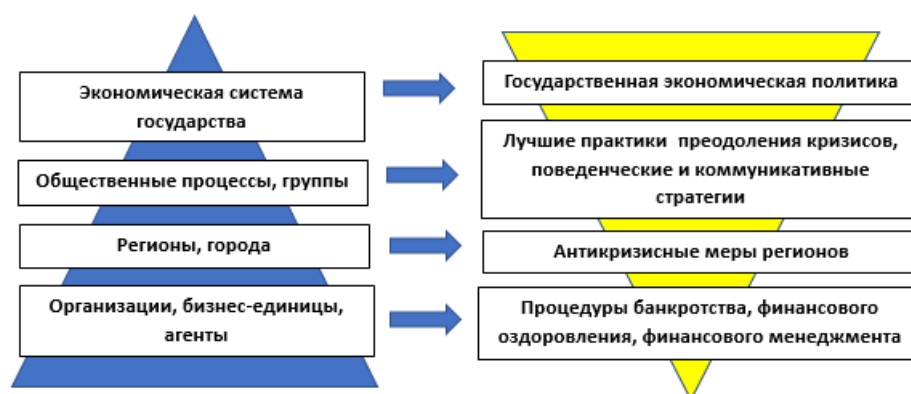 Экономическая система
государства
Государственная экономическая политика
Общественные процессы, группы
Лучшие практики преодоления кризисов,
поведенческие и коммуникативные
стратегии
Регионы, города
Антикризисные меры регионов
Организации, бизнес-единицы,
агенты
Процедуры банкротства, финансового
оздоровления, финансового менеджмента